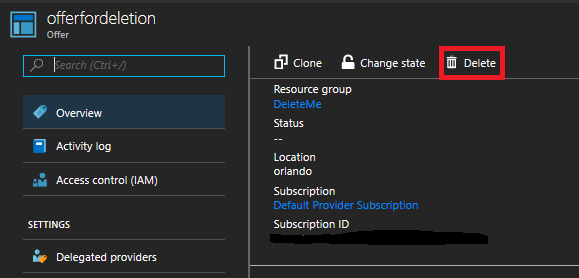 offerfordeletion
Offer
Search (Ctrl+/)
Overview
Activity log
Access control (IAM)
SETTINGS
Delegated providers
Clone Change state Delete
Resource group
DeleteMe
Status
--
Location
orlando
Subscription
Default Provider Subscription
Subscription ID